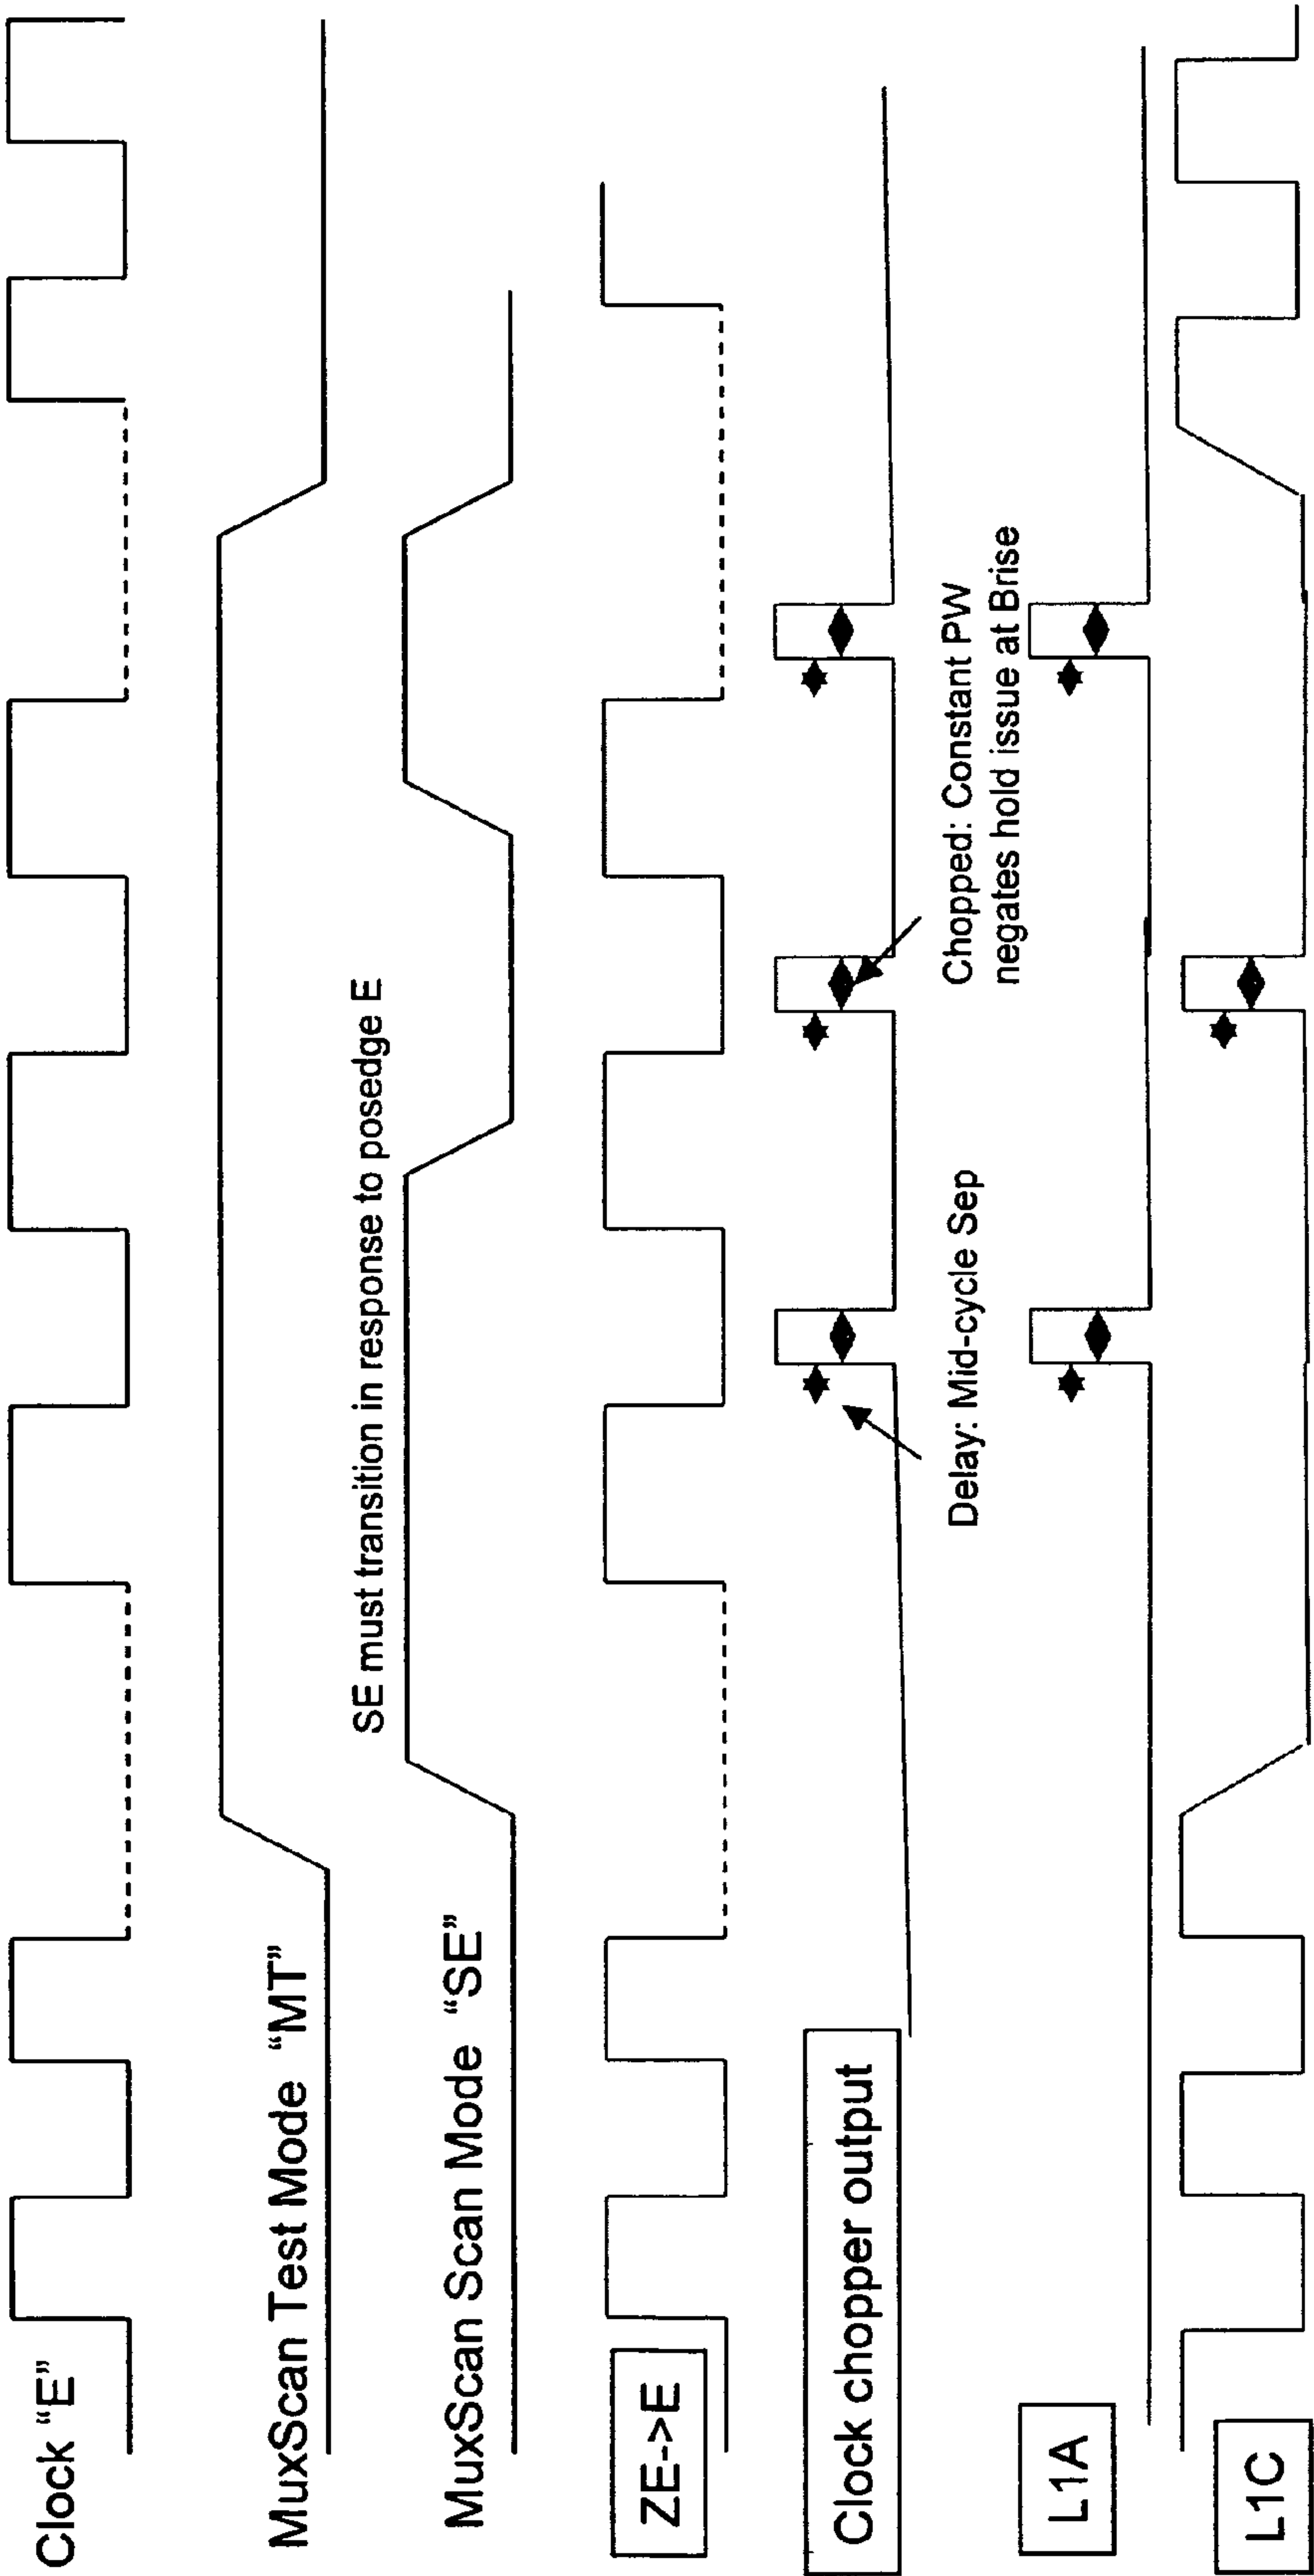 Clock “E”
MuxScan Test Mode “MT”
SE must transition in response to posedge E
MuxScan Scan Mode “SE”
ZE->E
Clock chopper output
Delay: Mid-cycle Sep
Chopped: Constant PW
negates hold issue at Brise
L1A
L1C